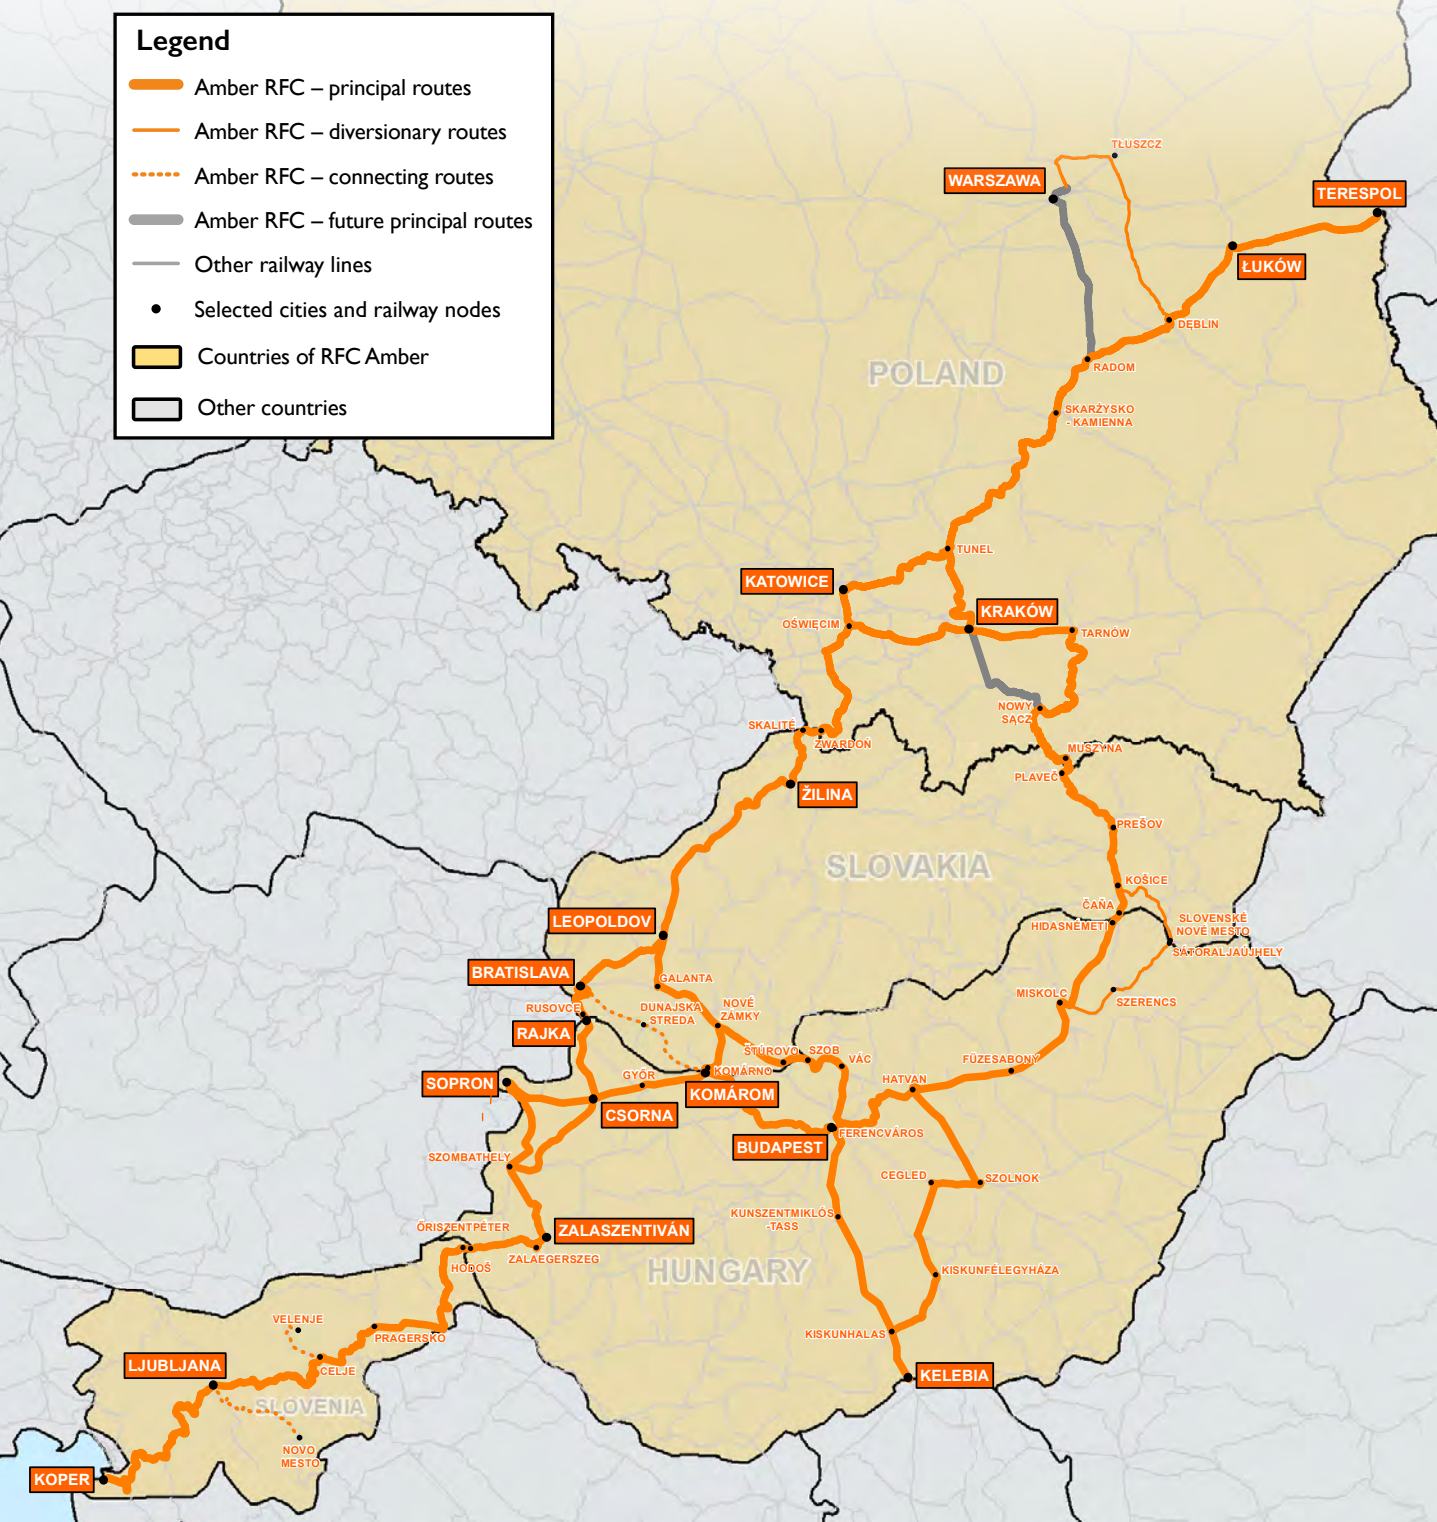 Legend
Amber RFC – principal routes
Amber RFC – diversionary routes
Amber RFC – connecting routes
Amber RFC – future principal routes
Other railway lines
Selected cities and railway nodes
Countries of RFC Amber
Other countries
TŁUSZCZ
WARSZAWA
TERESPOL
ŁUKÓW
DĘBLIN
POLAND
RADOM
SKARŻYSKO
- KAMIENNA
TUNEL
KATOWICE
KRAKÓW
OŚWIĘCIM
TARNÓW
NOWY
SĄCZ
SKALITÉ
ZWARDOŃ
MUSZYNA
PLAVEČ
ŽILINA
PREŠOV
SLOVAKIA
KOŠICE
ČAŇA
LEOPOLDOV
HIDASNÉMETI
SLOVENSKÉ
NOVÉ MESTO
SÁTORALJAÚJHELY
BRATISLAVA
GALANTA
RUSOVCE
DUNAJSKÁ
STREDA
NOVÉ
ZÁMKY
MISKOLC
SZERENCS
RAJKA
ŠTÚROVO
SZOB
VÁC
FÜZESABONY
SOPRON
GYŐR
KOMÁRNO
KOMÁROM
HATVAN
CSORNA
BUDAPEST
FERENCVÁROS
SZOMBATHELY
CEGLED
SZOLNOK
KUNSZENTMIKLÓS
-TASS
ŐRISZENTPÉTER
ZALASZENTIVÁN
HODOŠ
ZALAEGERSZEG
HUNGARY
KISKUNFÉLEGYHÁZA
VELENJE
PRAGERSKO
KISKUNHALAS
LJUBLJANA
CELJE
KELEBIA
SLOVENIA
NOVO
MESTO
KOPER